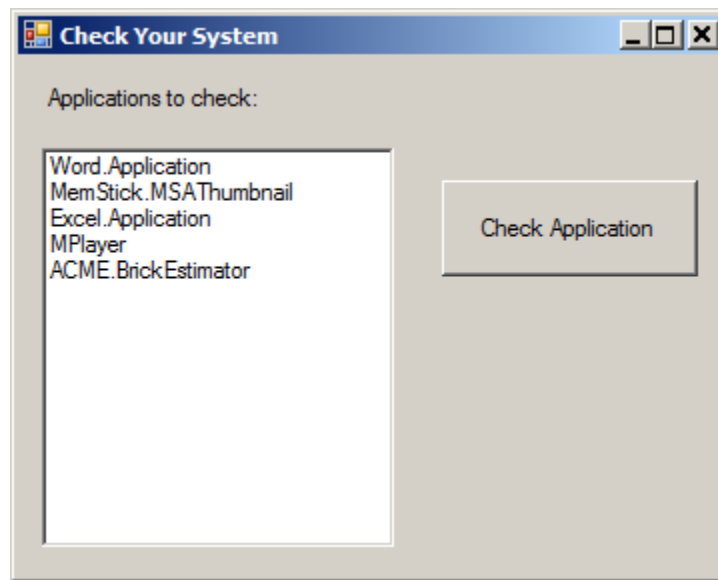 Check Your System
Applications to check:
Word.Application
MemStick.MSAThumbnail
Excel.Application
MPlayer
ACME.BrickEstimator
Check Application